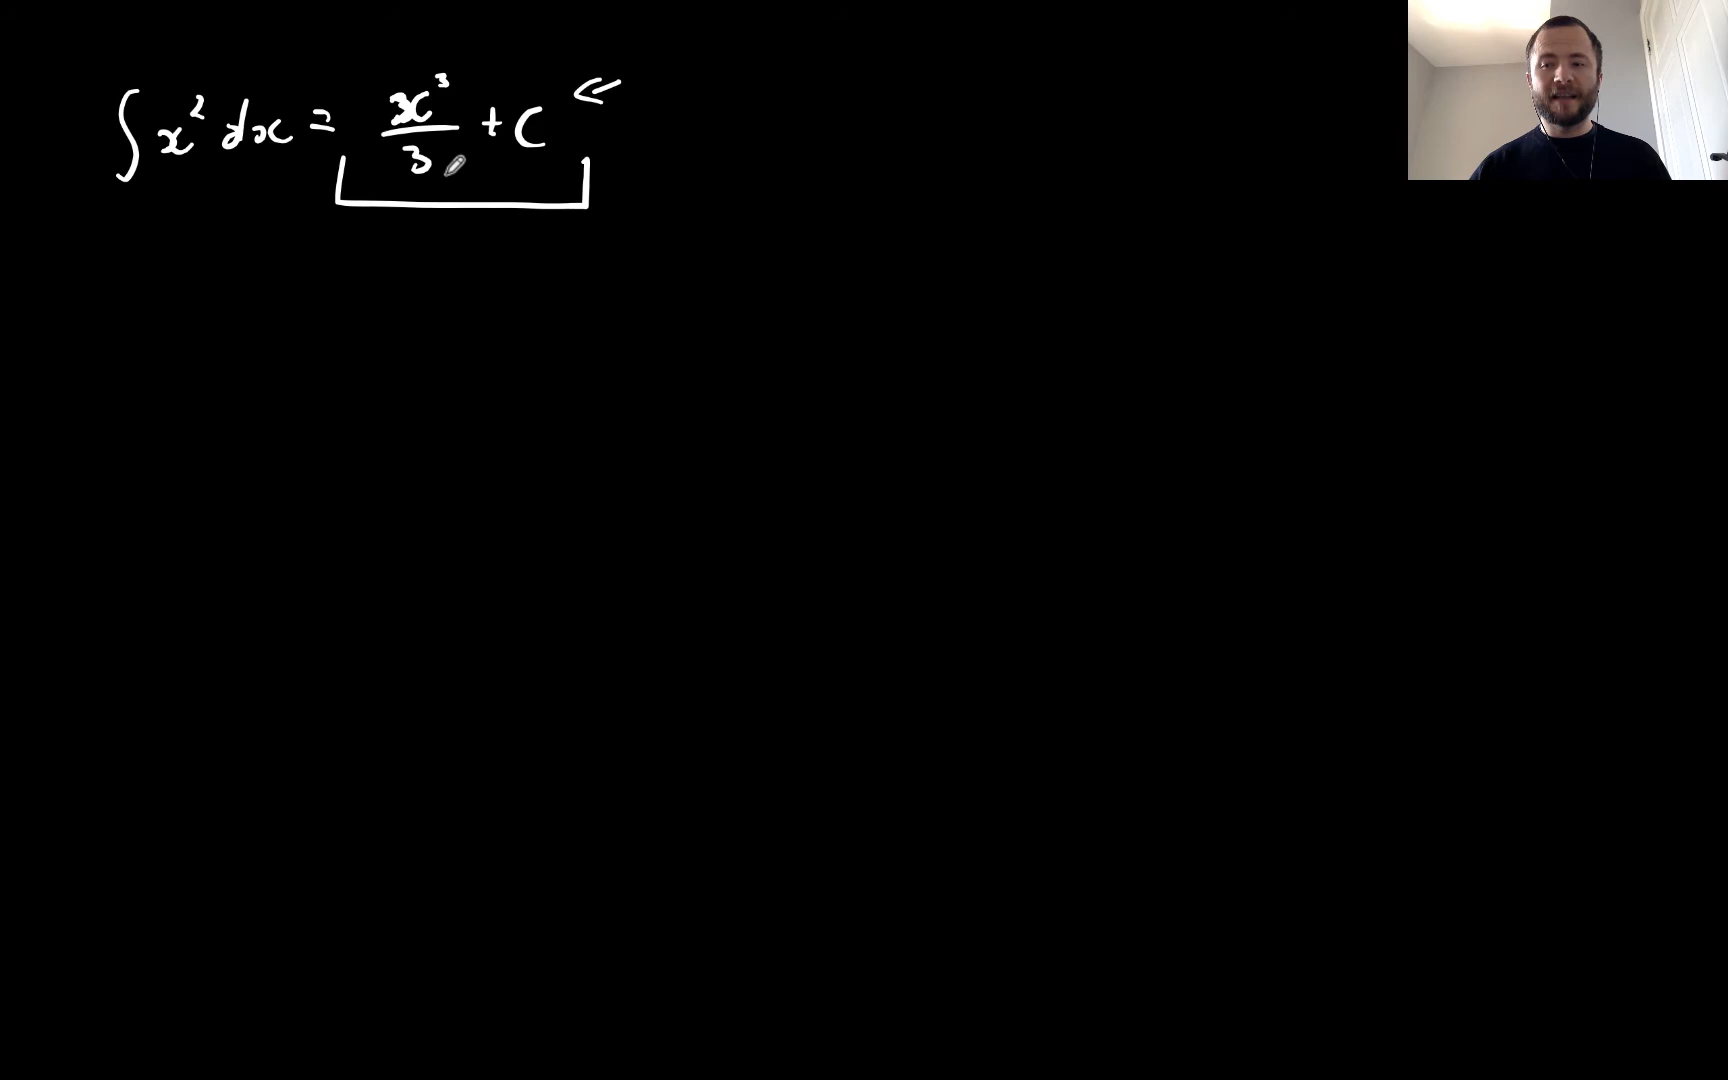 ∫ x² dx = x³/3 + C